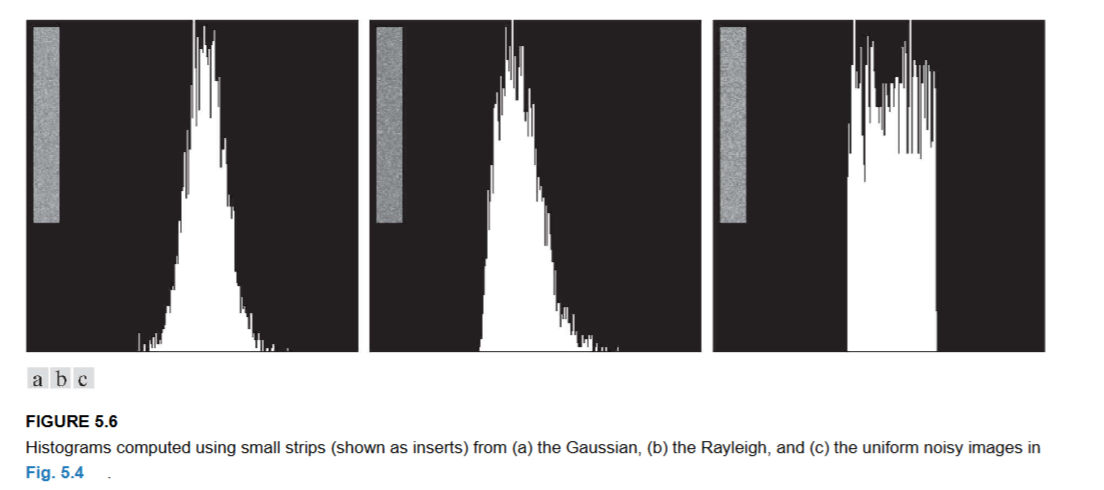 a b c
FIGURE 5.6
Histograms computed using small strips (shown as inserts) from (a) the Gaussian, (b) the Rayleigh, and (c) the uniform noisy images in
Fig. 5.4 .